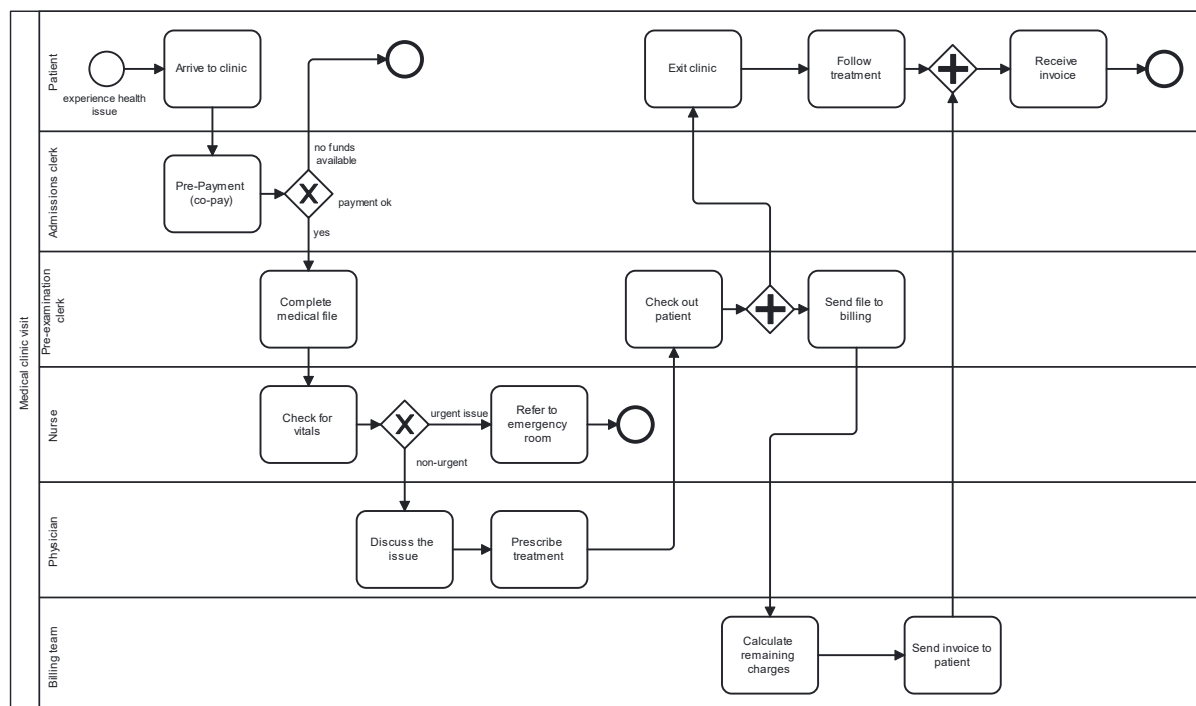 Medical clinic visit
Patient
experience health
issue
Arrive to clinic
Exit clinic
Follow
treatment
Receive
invoice
Admissions clerk
Pre-Payment
(co-pay)
no funds
available
payment ok
yes
Pre-examination
clerk
Complete
medical file
Check out
patient
Send file to
billing
Nurse
Check for
vitals
urgent issue
non-urgent
Refer to
emergency
room
Physician
Discuss the
issue
Prescribe
treatment
Billing team
Calculate
remaining
charges
Send invoice to
patient